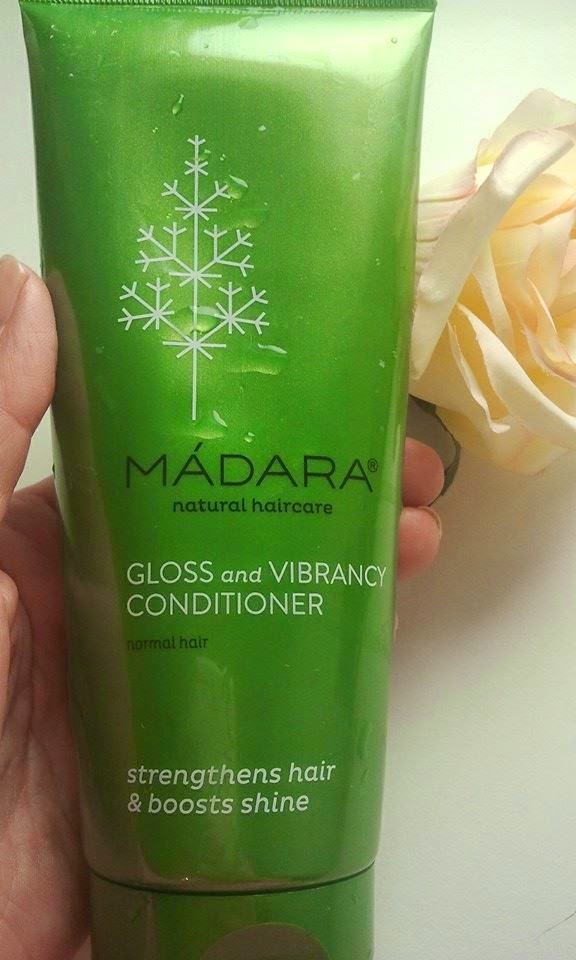 MÁDARA®
natural haircare
GLOSS and VIBRANCY
CONDITIONER
normal hair
strengthens hair
& boosts shine